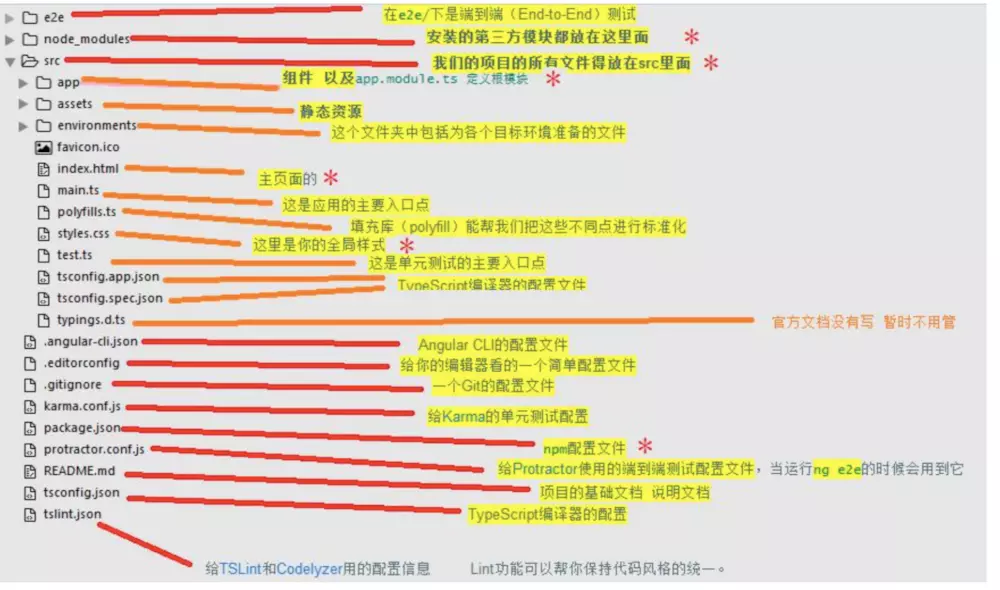 e2e 在e2e/下是端到端（End-to-End）测试
node_modules 安装的第三方模块都放在这里面 *
src 我们的项目的所有文件得放在src里面 *
app 组件 以及app.module.ts 定义根模块 *
assets 静态资源
environments 这个文件夹中包括为各个目标环境准备的文件
favicon.ico
index.html 主页面的 *
main.ts 这是应用的主要入口点
polyfills.ts 填充库（polyfill）能帮我们把这些不同点进行标准化
styles.css 这里是你的全局样式 *
test.ts 这是单元测试的主要入口点
tsconfig.app.json TypeScript编译器的配置文件
tsconfig.spec.json
typings.d.ts 官方文档没有写 暂时不用管
.angular-cli.json Angular CLI的配置文件
.editorconfig 给你的编辑器看的一个简单配置文件
.gitignore 一个Git的配置文件
karma.conf.js 给Karma的单元测试配置
package.json npm配置文件 *
protractor.conf.js 给Protractor使用的端到端测试配置文件，当运行ng e2e的时候会用到它
README.md 项目的基础文档 说明文档
tsconfig.json TypeScript编译器的配置
tslint.json
给TSLint和Codelyzer用的配置信息 Lint功能可以帮你保持代码风格的统一。